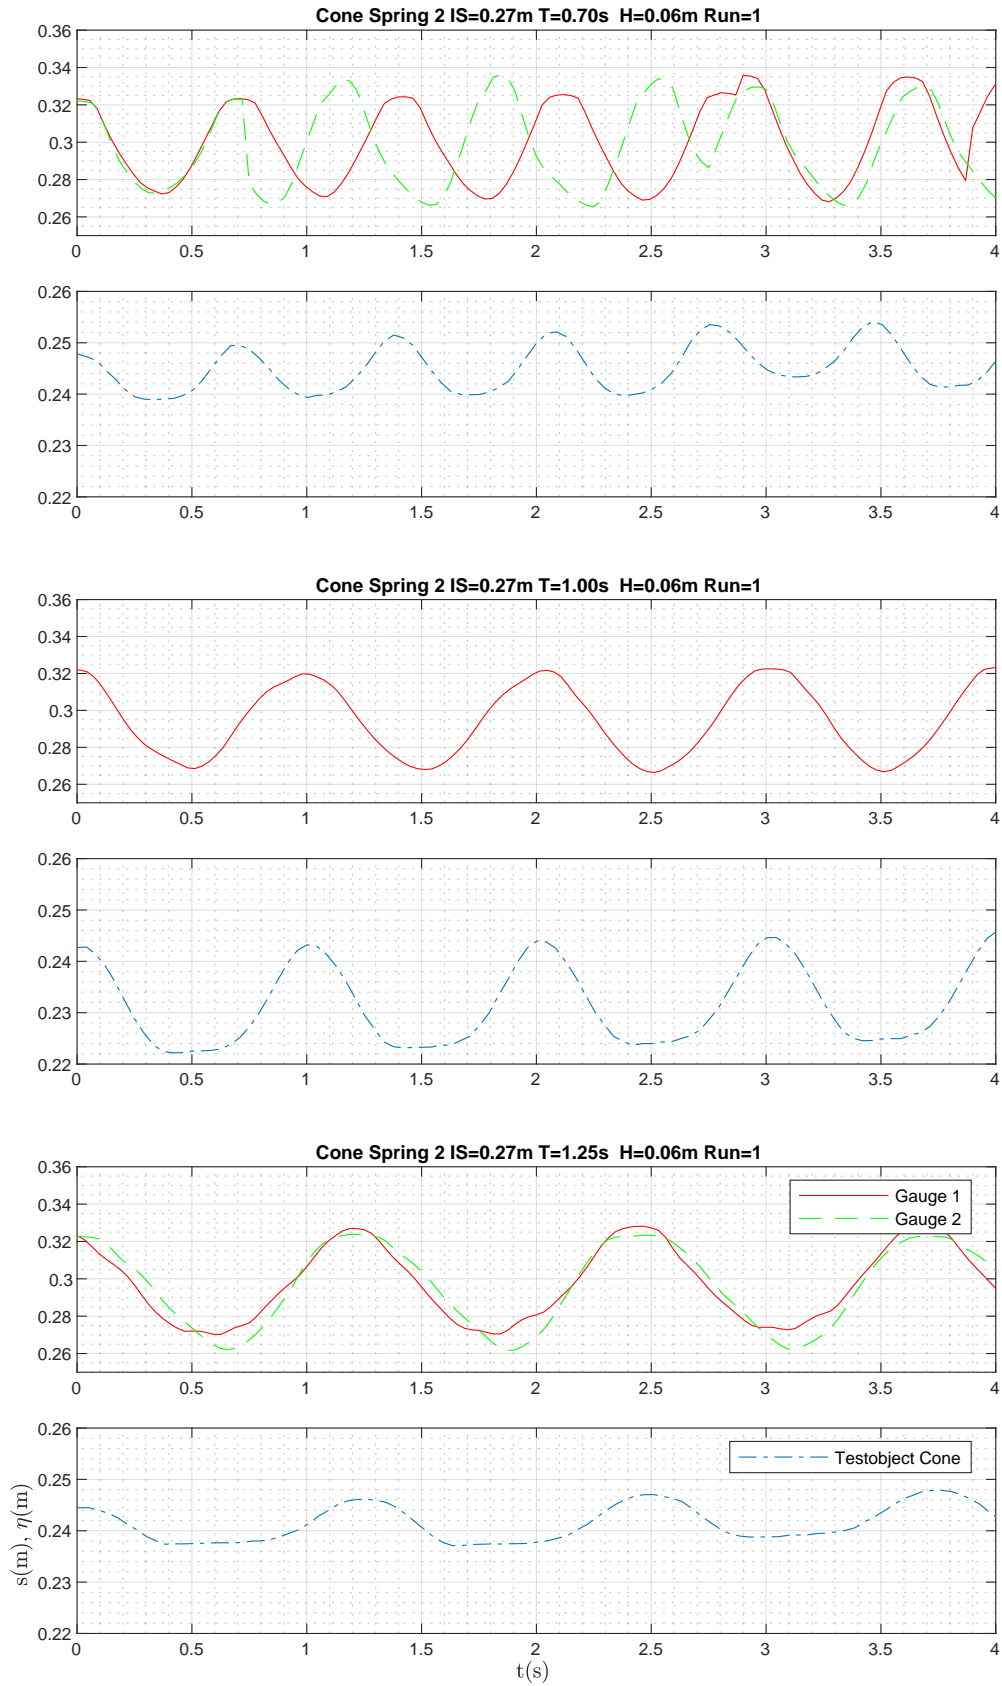 Cone Spring 2 IS=0.27m T=0.70s  H=0.06m Run=1
0.36
0.34
0.32
0.3
0.28
0.26
0 0.5 1 1.5 2 2.5 3 3.5 4
0.26
0.25
0.24
0.23
0.22
0 0.5 1 1.5 2 2.5 3 3.5 4
Cone Spring 2 IS=0.27m T=1.00s  H=0.06m Run=1
0.36
0.34
0.32
0.3
0.28
0.26
0 0.5 1 1.5 2 2.5 3 3.5 4
0.26
0.25
0.24
0.23
0.22
0 0.5 1 1.5 2 2.5 3 3.5 4
Cone Spring 2 IS=0.27m T=1.25s  H=0.06m Run=1
0.36
0.34
0.32
0.3
0.28
0.26
Gauge 1
Gauge 2
0 0.5 1 1.5 2 2.5 3 3.5 4
0.26
0.25
0.24
0.23
0.22
Testobject Cone
s(m), η(m)
0 0.5 1 1.5 2 2.5 3 3.5 4
t(s)